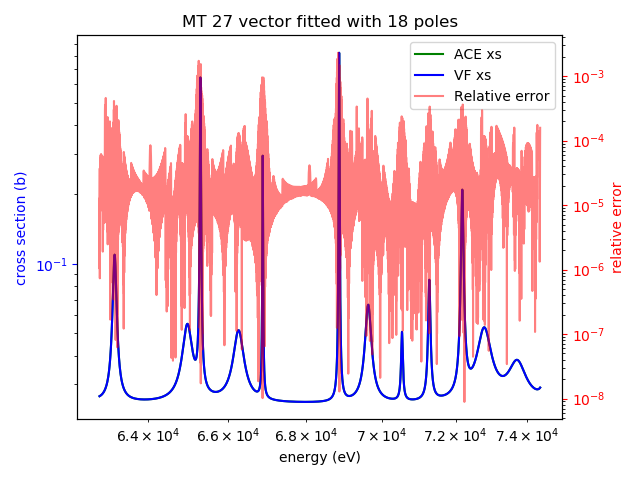 MT 27 vector fitted with 18 poles
ACE xs
VF xs
Relative error
cross section (b)
10⁻¹
10⁻³
10⁻⁴
10⁻⁵
10⁻⁶
10⁻⁷
10⁻⁸
relative error
6.4 × 10⁴ 6.6 × 10⁴ 6.8 × 10⁴ 7 × 10⁴ 7.2 × 10⁴ 7.4 × 10⁴
energy (eV)